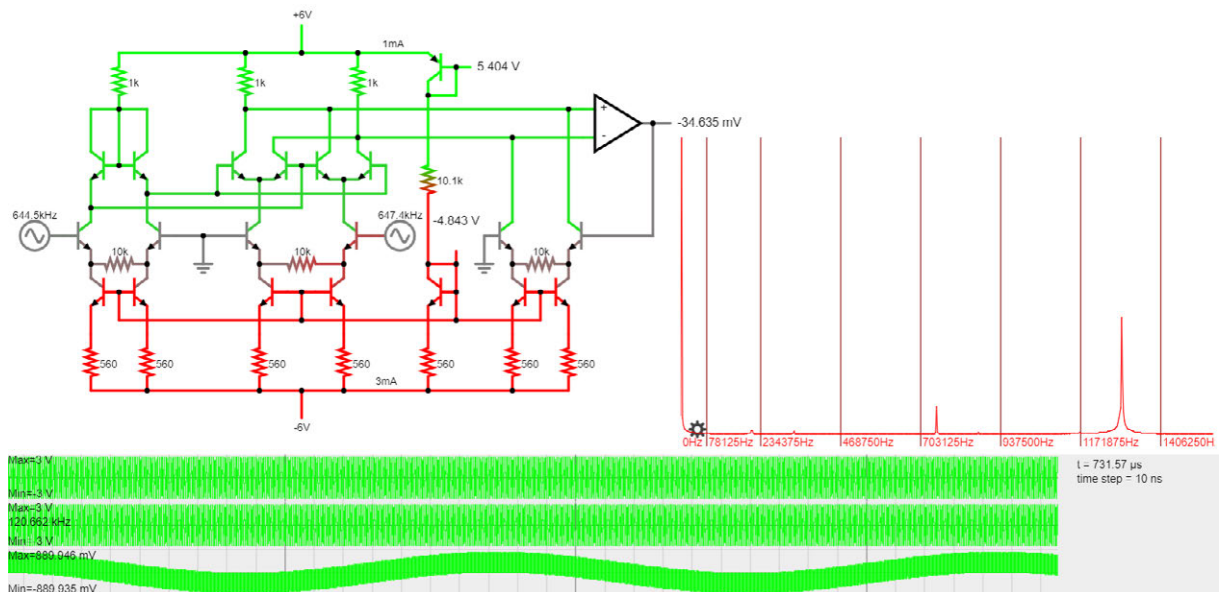 +6V
1mA
1k
1k
1k
5.404 V
+
-
-34.635 mV
10.1k
644.5kHz
647.4kHz
-4.843 V
10k
10k
10k
560
560
560
560
560
560
560
3mA
-6V
0Hz
78125Hz
234375Hz
468750Hz
703125Hz
937500Hz
1171875Hz
1406250H
Max=3 V
Min=-3 V
Max=3 V
120.662 kHz
Min=-3 V
Max=889.946 mV
Min=-889.935 mV
t = 731.57 µs
time step = 10 ns